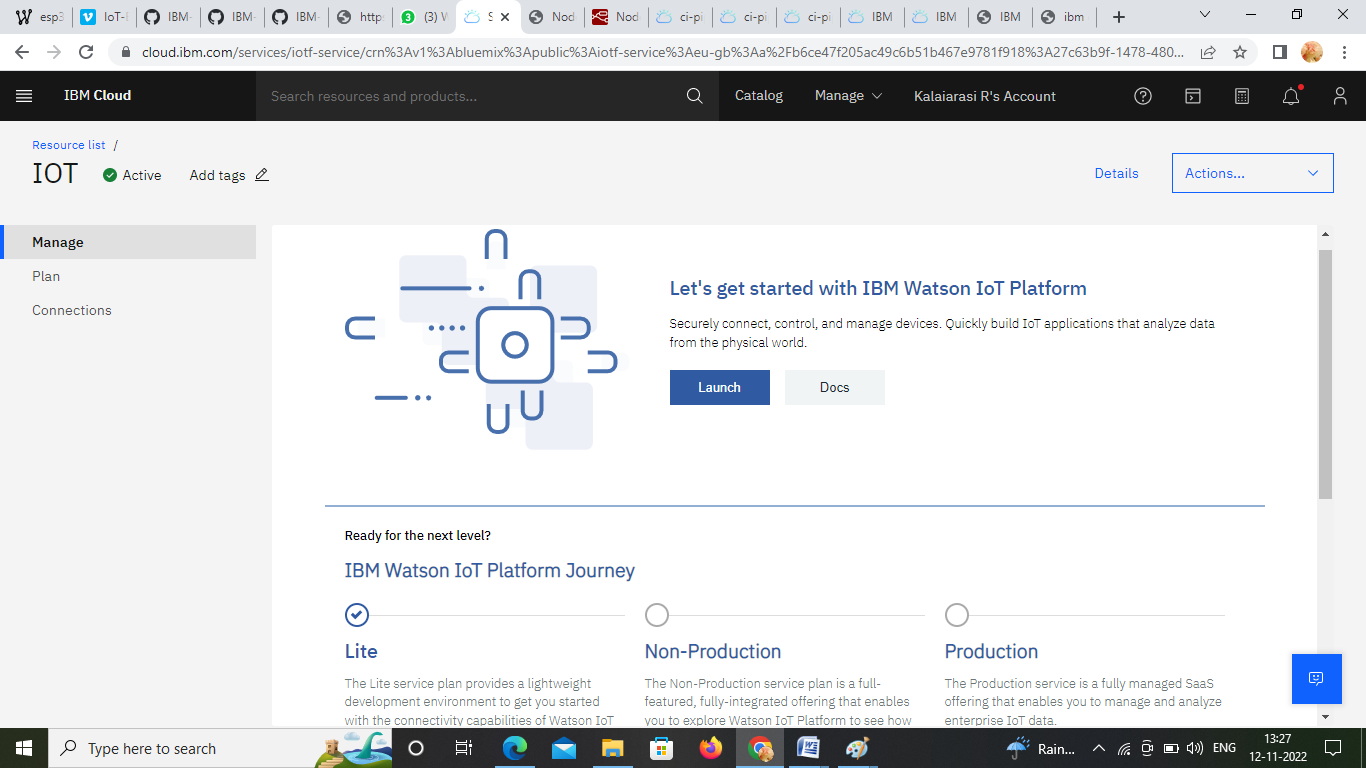 esp3
IoT-
IBM-
IBM-
IBM-
http:
(3) W
S
Nod
Nod
ci-pi
ci-pi
ci-pi
IBM
IBM
IBM
ibm
cloud.ibm.com/services/iotf-service/crn%3Av1%3Abluemix%3Apublic%3Aiotf-service%3Aeu-gb%3Aa%2Fb6ce47f205ac49c6b51b467e9781f918%3A27c63b9f-1478-480...
IBM Cloud
Search resources and products...
Catalog
Manage
Kalaiarasi R's Account
Resource list /
IOT
Active
Add tags
Details
Actions...
Manage
Plan
Connections
Let's get started with IBM Watson IoT Platform
Securely connect, control, and manage devices. Quickly build IoT applications that analyze data
from the physical world.
Launch
Docs
Ready for the next level?
IBM Watson IoT Platform Journey
Lite
The Lite service plan provides a lightweight
development environment to get you started
with the connectivity capabilities of Watson IoT
Non-Production
The Non-Production service plan is a full-
featured, fully-integrated offering that enables
you to explore Watson IoT Platform to see how
Production
The Production service is a fully managed SaaS
offering that enables you to manage and analyze
enterprise IoT data.
Type here to search
Rain...
ENG
13:27
12-11-2022